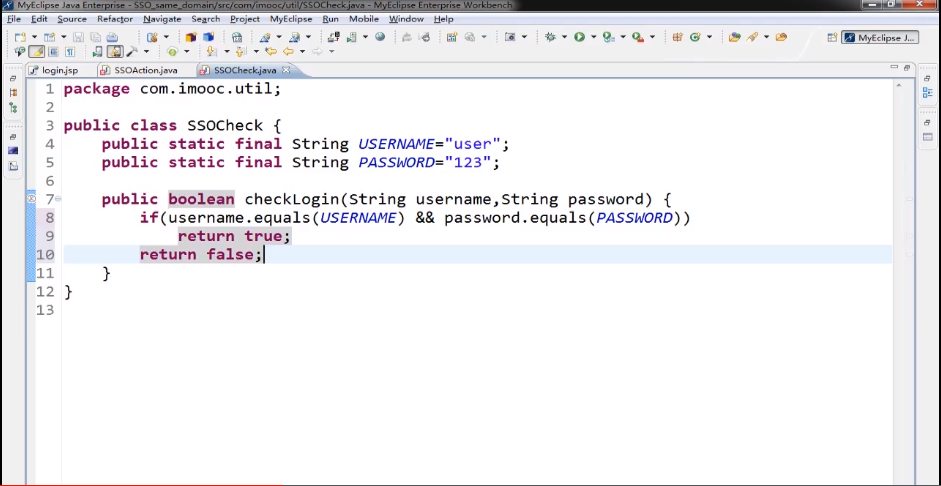 MyEclipse Java Enterprise - SSO_same_domain/src/com/imooc/util/SSOCheck.java - MyEclipse Enterprise Workbench
File Edit Source Refactor Navigate Search Project MyEclipse Run Mobile Window Help
MyEclipse J...
login.jsp SSOAction.java SSOCheck.java
1 package com.imooc.util;
2
3 public class SSOCheck {
4 public static final String USERNAME="user";
5 public static final String PASSWORD="123";
6
7 public boolean checkLogin(String username,String password) {
8 if(username.equals(USERNAME) && password.equals(PASSWORD))
9 return true;
10 return false;
11 }
12 }
13